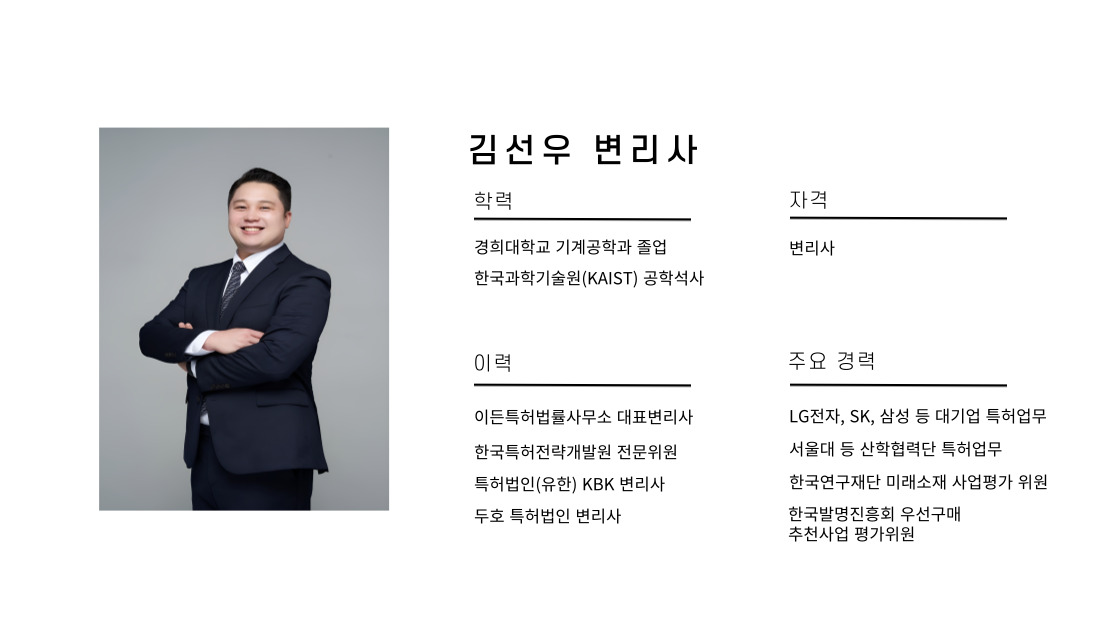 김선우 변리사
학력
경희대학교 기계공학과 졸업
한국과학기술원(KAIST) 공학석사
자격
변리사
이력
이든특허법률사무소 대표변리사
한국특허전략개발원 전문위원
특허법인(유한) KBK 변리사
두호 특허법인 변리사
주요 경력
LG전자, SK, 삼성 등 대기업 특허업무
서울대 등 산학협력단 특허업무
한국연구재단 미래소재 사업평가 위원
한국발명진흥회 우선구매
추천사업 평가위원